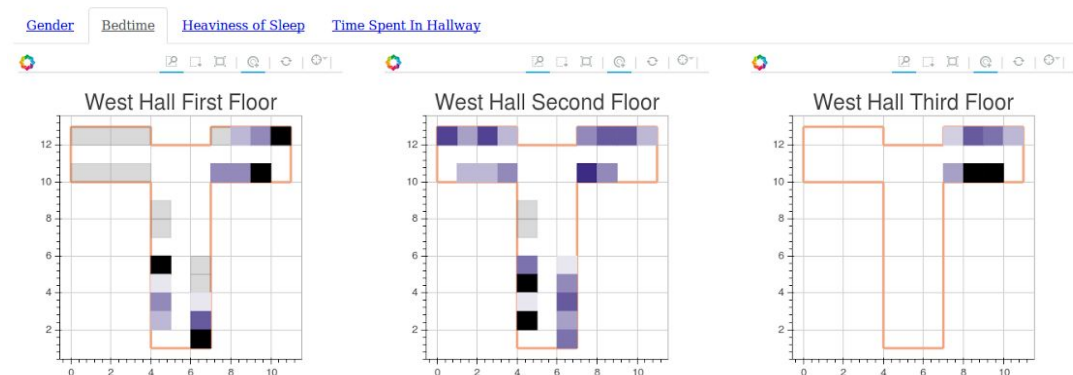 Gender Bedtime Heaviness of Sleep Time Spent In Hallway
West Hall First Floor West Hall Second Floor West Hall Third Floor
12 12 12
10 10 10
8 8 8
6 6 6
4 4 4
2 2 2
0 2 4 6 8 10 0 2 4 6 8 10 0 2 4 6 8 10